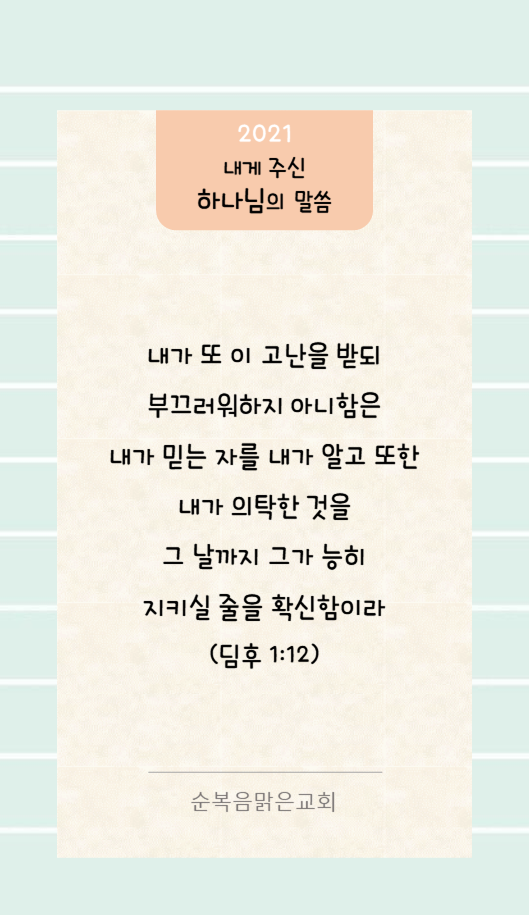 2021
내게 주신
하나님의 말씀
내가 또 이 고난을 받되
부끄러워하지 아니함은
내가 믿는 자를 내가 알고 또한
내가 의탁한 것을
그 날까지 그가 능히
지키실 줄을 확신함이라
(딤후 1:12)
순복음맑은교회